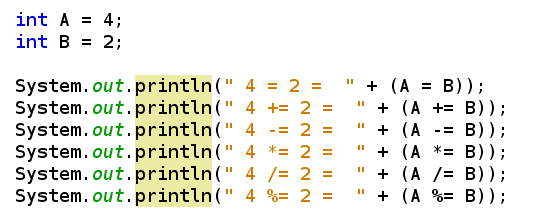 int A = 4;
int B = 2;
System.out.println(" 4 = 2 =  " + (A = B));
System.out.println(" 4 += 2 =  " + (A += B));
System.out.println(" 4 -= 2 =  " + (A -= B));
System.out.println(" 4 *= 2 =  " + (A *= B));
System.out.println(" 4 /= 2 =  " + (A /= B));
System.out.println(" 4 %= 2 =  " + (A %= B));